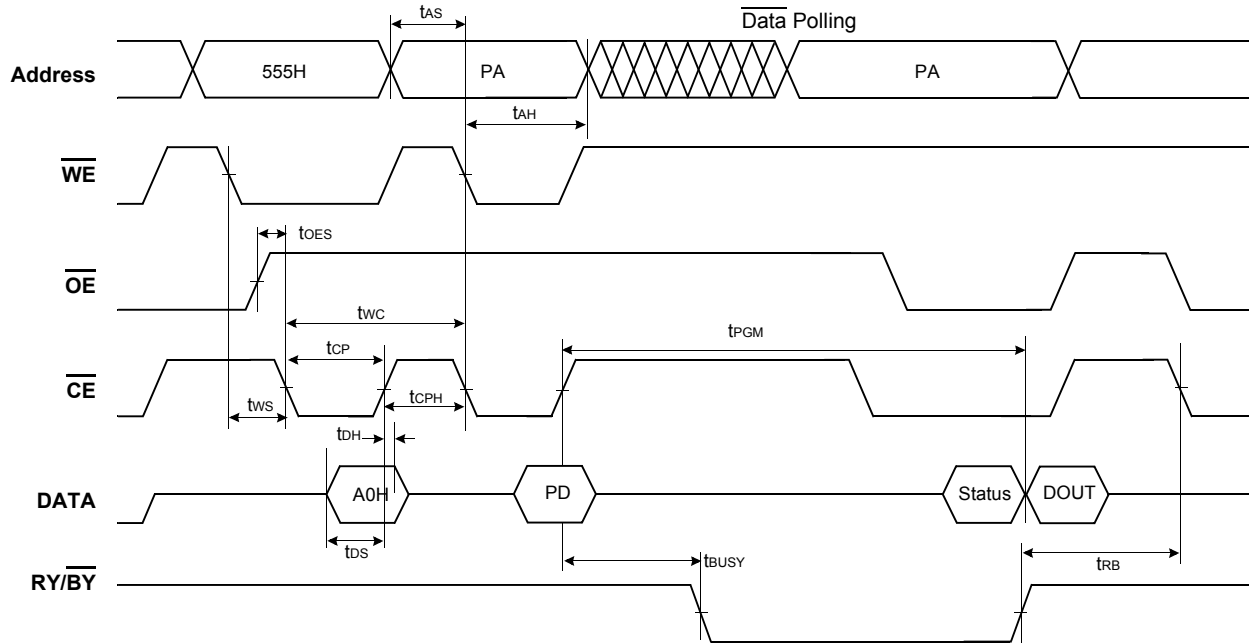 tAS
Data Polling
Address
555H
PA
PA
tAH
WE
tOES
OE
tWC
tPGM
tCP
CE
tCPH
tWS
tDH
DATA
A0H
PD
Status
DOUT
tDS
tBUSY
tRB
RY/BY